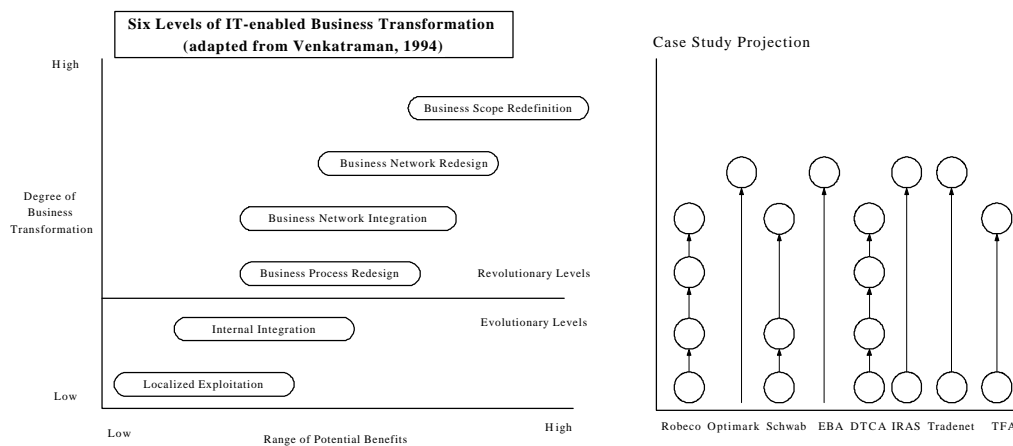 Six Levels of IT-enabled Business Transformation
(adapted from Venkatraman, 1994)
High
Business Scope Redefinition
Business Network Redesign
Degree of
Business
Transformation
Business Network Integration
Business Process Redesign
Revolutionary Levels
Internal Integration
Evolutionary Levels
Localized Exploitation
Low
Low
Range of Potential Benefits
High
Case Study Projection
Robeco Optimark Schwab EBA DTCA IRAS Tradenet TFA